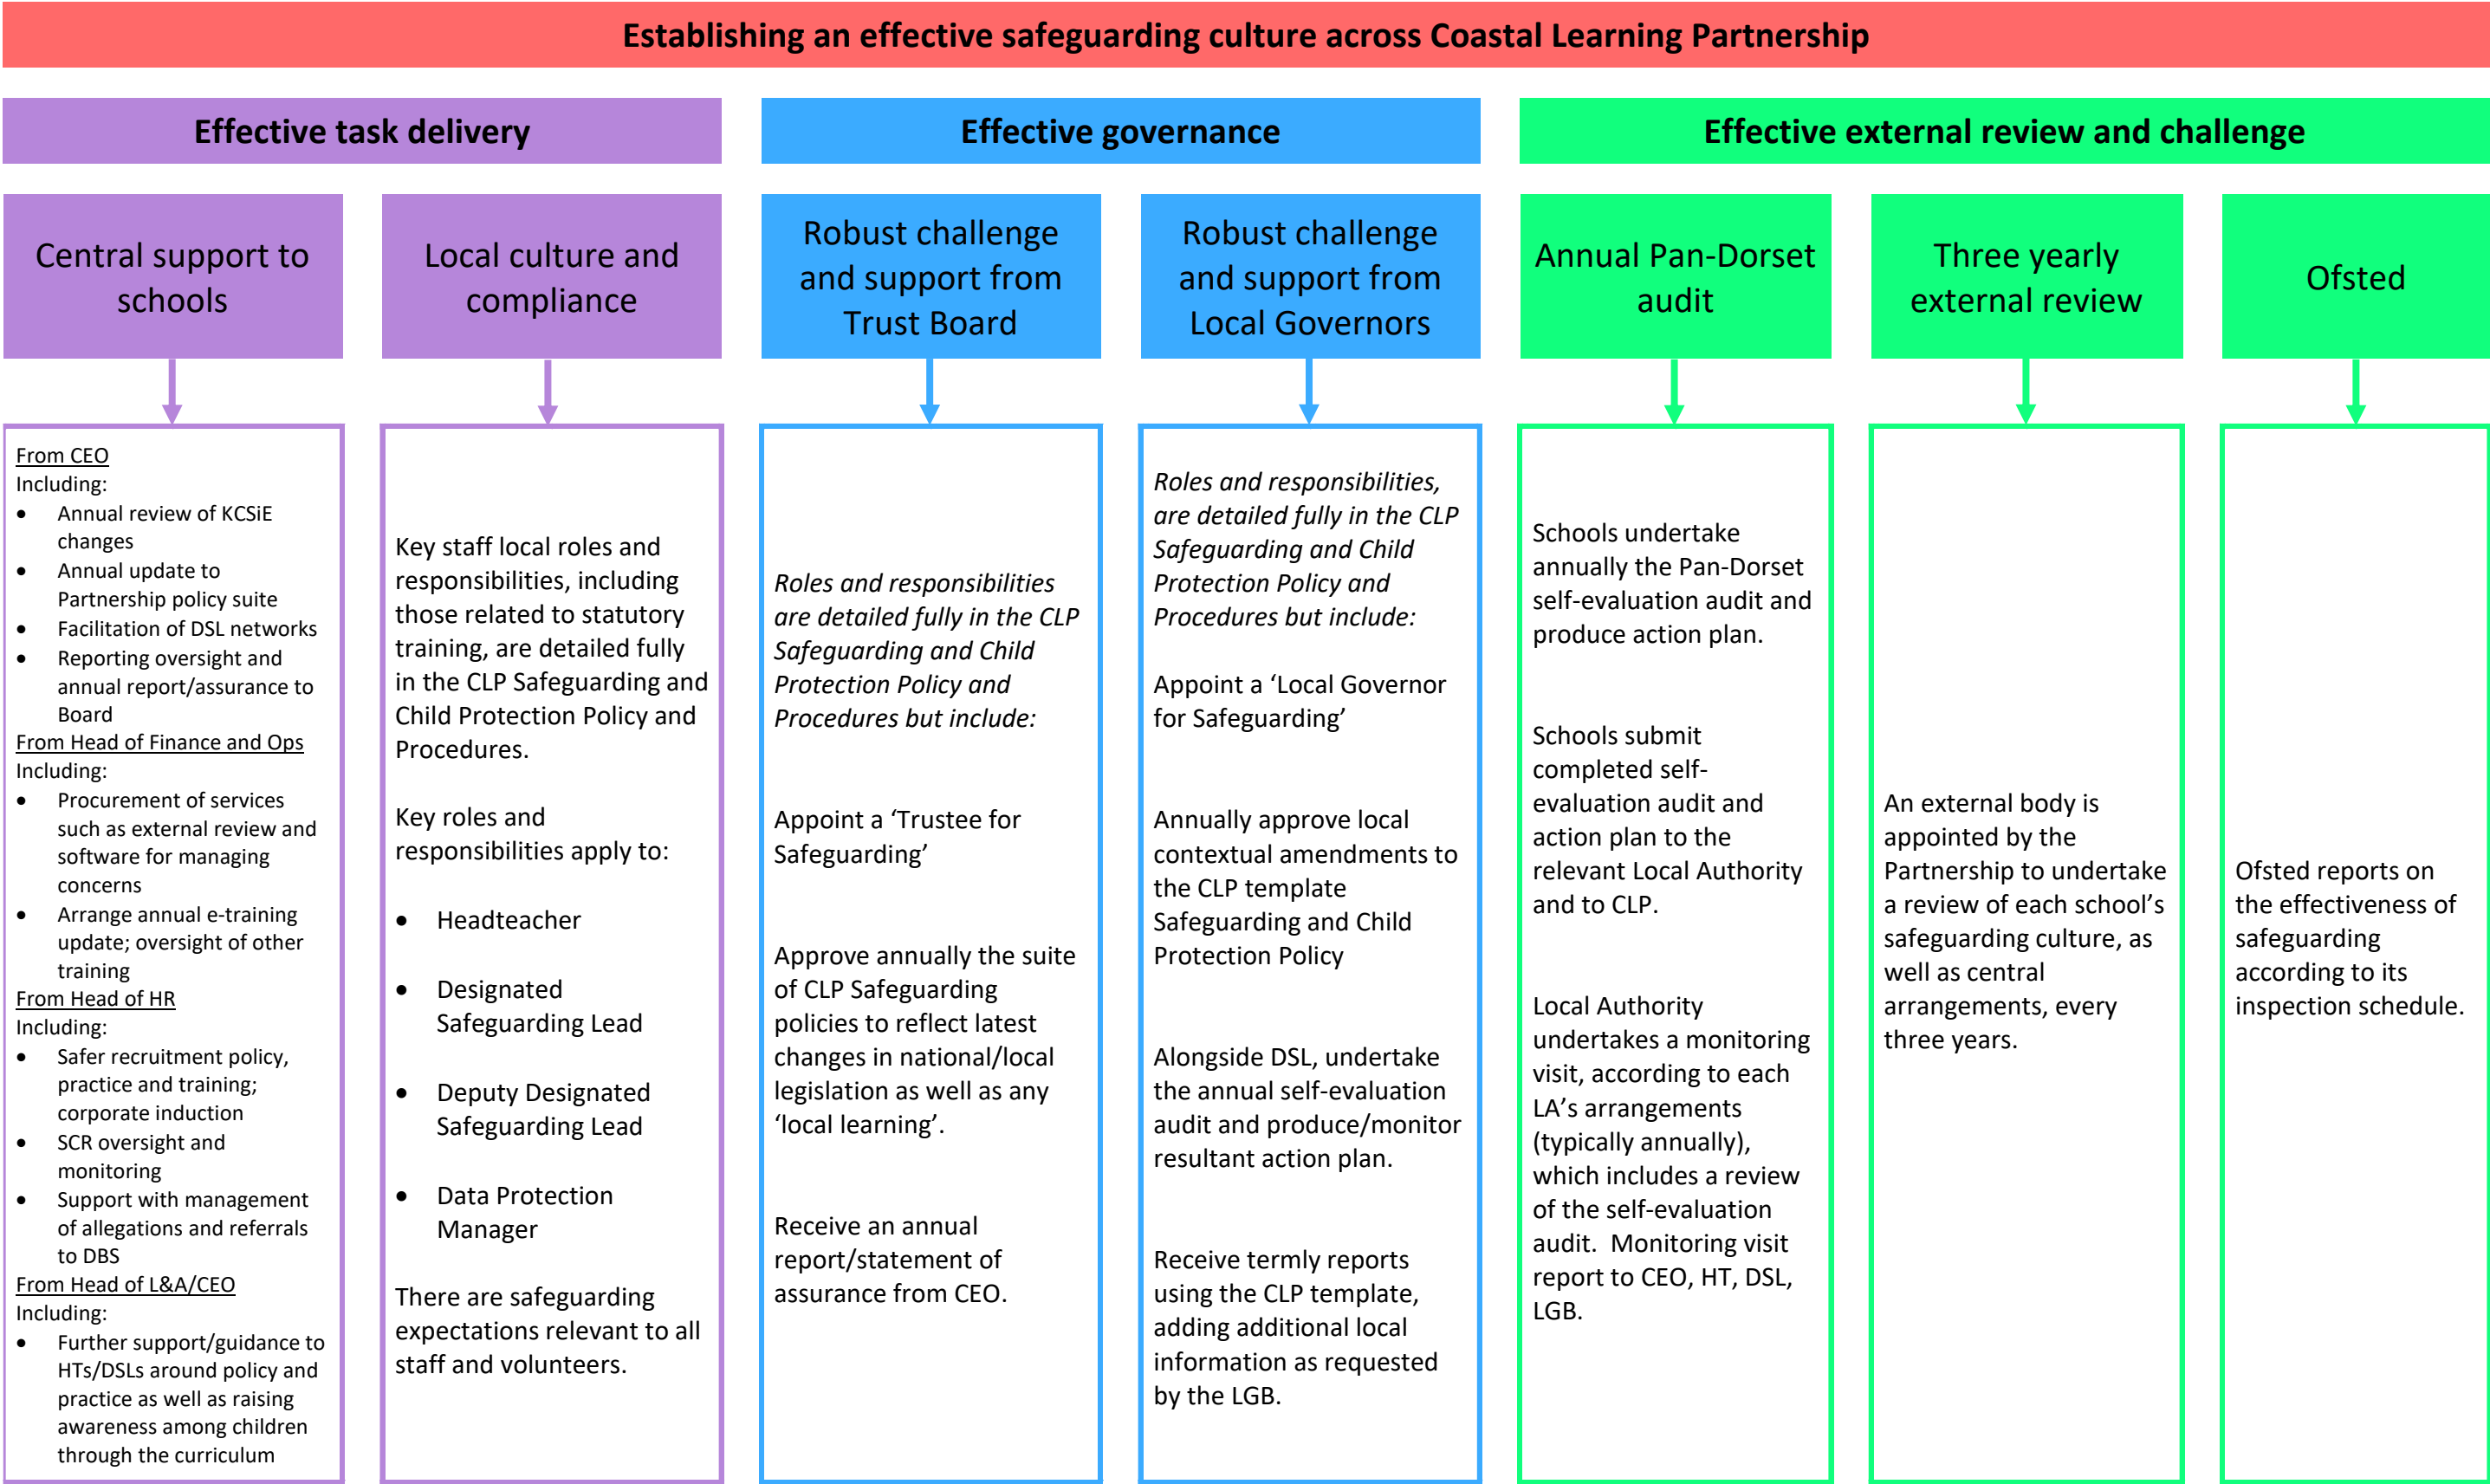 Establishing an effective safeguarding culture across Coastal Learning Partnership
Effective task delivery
Effective governance
Effective external review and challenge
Central support to
schools
Local culture and
compliance
Robust challenge
and support from
Trust Board
Robust challenge
and support from
Local Governors
Annual Pan-Dorset
audit
Three yearly
external review
Ofsted
From CEO
Including:
• Annual review of KCSiE
changes
• Annual update to
Partnership policy suite
• Facilitation of DSL networks
• Reporting oversight and
annual report/assurance to
Board
From Head of Finance and Ops
Including:
• Procurement of services
such as external review and
software for managing
concerns
• Arrange annual e-training
update; oversight of other
training
From Head of HR
Including:
• Safer recruitment policy,
practice and training;
corporate induction
• SCR oversight and
monitoring
• Support with management
of allegations and referrals
to DBS
From Head of L&A/CEO
Including:
• Further support/guidance to
HTs/DSLs around policy and
practice as well as raising
awareness among children
through the curriculum
Key staff local roles and
responsibilities, including
those related to statutory
training, are detailed fully
in the CLP Safeguarding and
Child Protection Policy and
Procedures.
Key roles and
responsibilities apply to:
• Headteacher
• Designated
Safeguarding Lead
• Deputy Designated
Safeguarding Lead
• Data Protection
Manager
There are safeguarding
expectations relevant to all
staff and volunteers.
Roles and responsibilities
are detailed fully in the CLP
Safeguarding and Child
Protection Policy and
Procedures but include:
Appoint a ‘Trustee for
Safeguarding’
Approve annually the suite
of CLP Safeguarding
policies to reflect latest
changes in national/local
legislation as well as any
‘local learning’.
Receive an annual
report/statement of
assurance from CEO.
Roles and responsibilities,
are detailed fully in the CLP
Safeguarding and Child
Protection Policy and
Procedures but include:
Appoint a ‘Local Governor
for Safeguarding’
Annually approve local
contextual amendments to
the CLP template
Safeguarding and Child
Protection Policy
Alongside DSL, undertake
the annual self-evaluation
audit and produce/monitor
resultant action plan.
Receive termly reports
using the CLP template,
adding additional local
information as requested
by the LGB.
Schools undertake
annually the Pan-Dorset
self-evaluation audit and
produce action plan.
Schools submit
completed self-
evaluation audit and
action plan to the
relevant Local Authority
and to CLP.
Local Authority
undertakes a monitoring
visit, according to each
LA’s arrangements
(typically annually),
which includes a review
of the self-evaluation
audit. Monitoring visit
report to CEO, HT, DSL,
LGB.
An external body is
appointed by the
Partnership to undertake
a review of each school’s
safeguarding culture, as
well as central
arrangements, every
three years.
Ofsted reports on
the effectiveness of
safeguarding
according to its
inspection schedule.